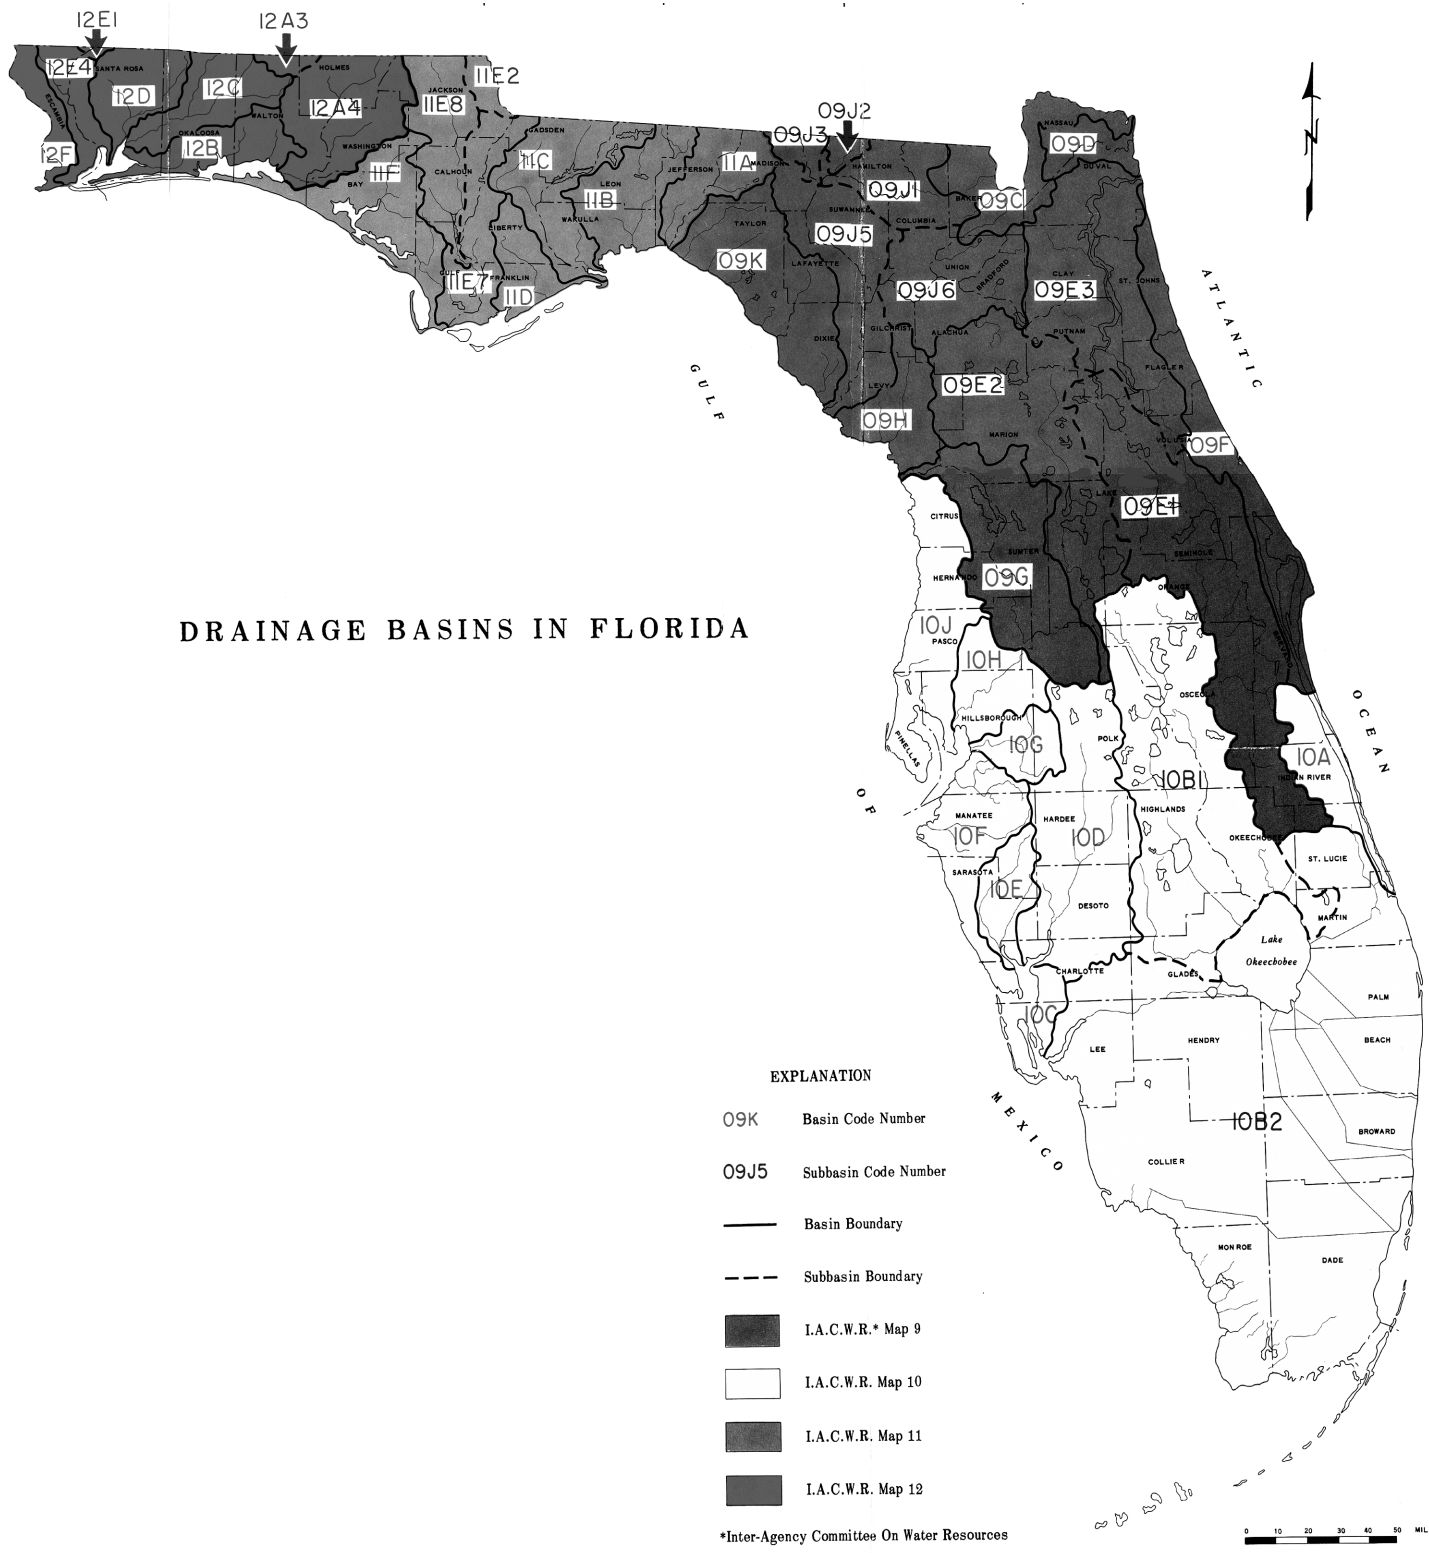 12E1
12A3
12E4
SANTA ROSA
HOLMES
11E2
12D
12C
JACKSON
11E8
ESCAMBIA
12A4
WALTON
09J2
NASSAU
OKALOOSA
GADSDEN
09J3
09D
12F
12B
WASHINGTON
11C
11A
MADISON
HAMILTON
DUVAL
BAY
11F
CALHOUN
JEFFERSON
LEON
11B
09J1
BAKER
09C
LIBERTY
WAKULLA
TAYLOR
SUWANNEE
COLUMBIA
09J5
09K
LAFAYETTE
UNION
BRADFORD
CLAY
GULF
11E7
FRANKLIN
11D
09J6
09E3
ST. JOHNS
ATLANTIC
DIXIE
GILCHRIST
ALACHUA
PUTNAM
GULF
FLAGLER
LEVY
09E2
09H
MARION
VOLUSIA
09F
LAKE
09E1
CITRUS
SUMTER
SEMINOLE
HERNANDO
09G
ORANGE
DRAINAGE BASINS IN FLORIDA
10J
PASCO
10H
BREVARD
OSCEOLA
OCEAN
HILLSBOROUGH
PINELLAS
10G
POLK
10A
10B1
INDIAN RIVER
OF
MANATEE
HARDEE
HIGHLANDS
10F
10D
OKEECHOBEE
ST. LUCIE
SARASOTA
10E
DESOTO
MARTIN
Lake
Okeechobee
CHARLOTTE
GLADES
PALM
10C
BEACH
LEE
HENDRY
MEXICO
10B2
BROWARD
COLLIER
MONROE
DADE
EXPLANATION
09K Basin Code Number
09J5 Subbasin Code Number
Basin Boundary
Subbasin Boundary
I.A.C.W.R.* Map 9
I.A.C.W.R. Map 10
I.A.C.W.R. Map 11
I.A.C.W.R. Map 12
*Inter-Agency Committee On Water Resources
0 10 20 30 40 50 MIL
N